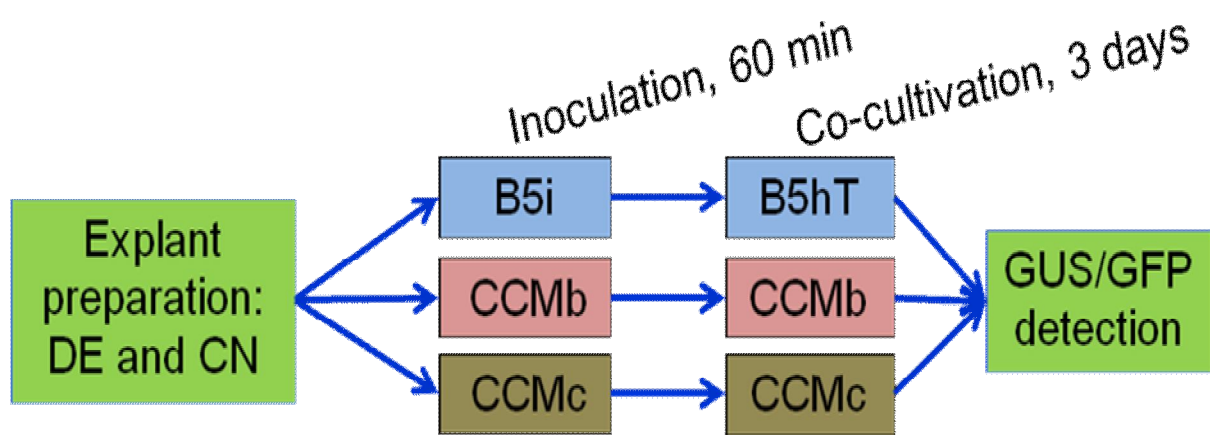 Inoculation, 60 min
Co-cultivation, 3 days
Explant
preparation:
DE and CN
B5i
B5hT
CCMb
CCMb
CCMc
CCMc
GUS/GFP
detection